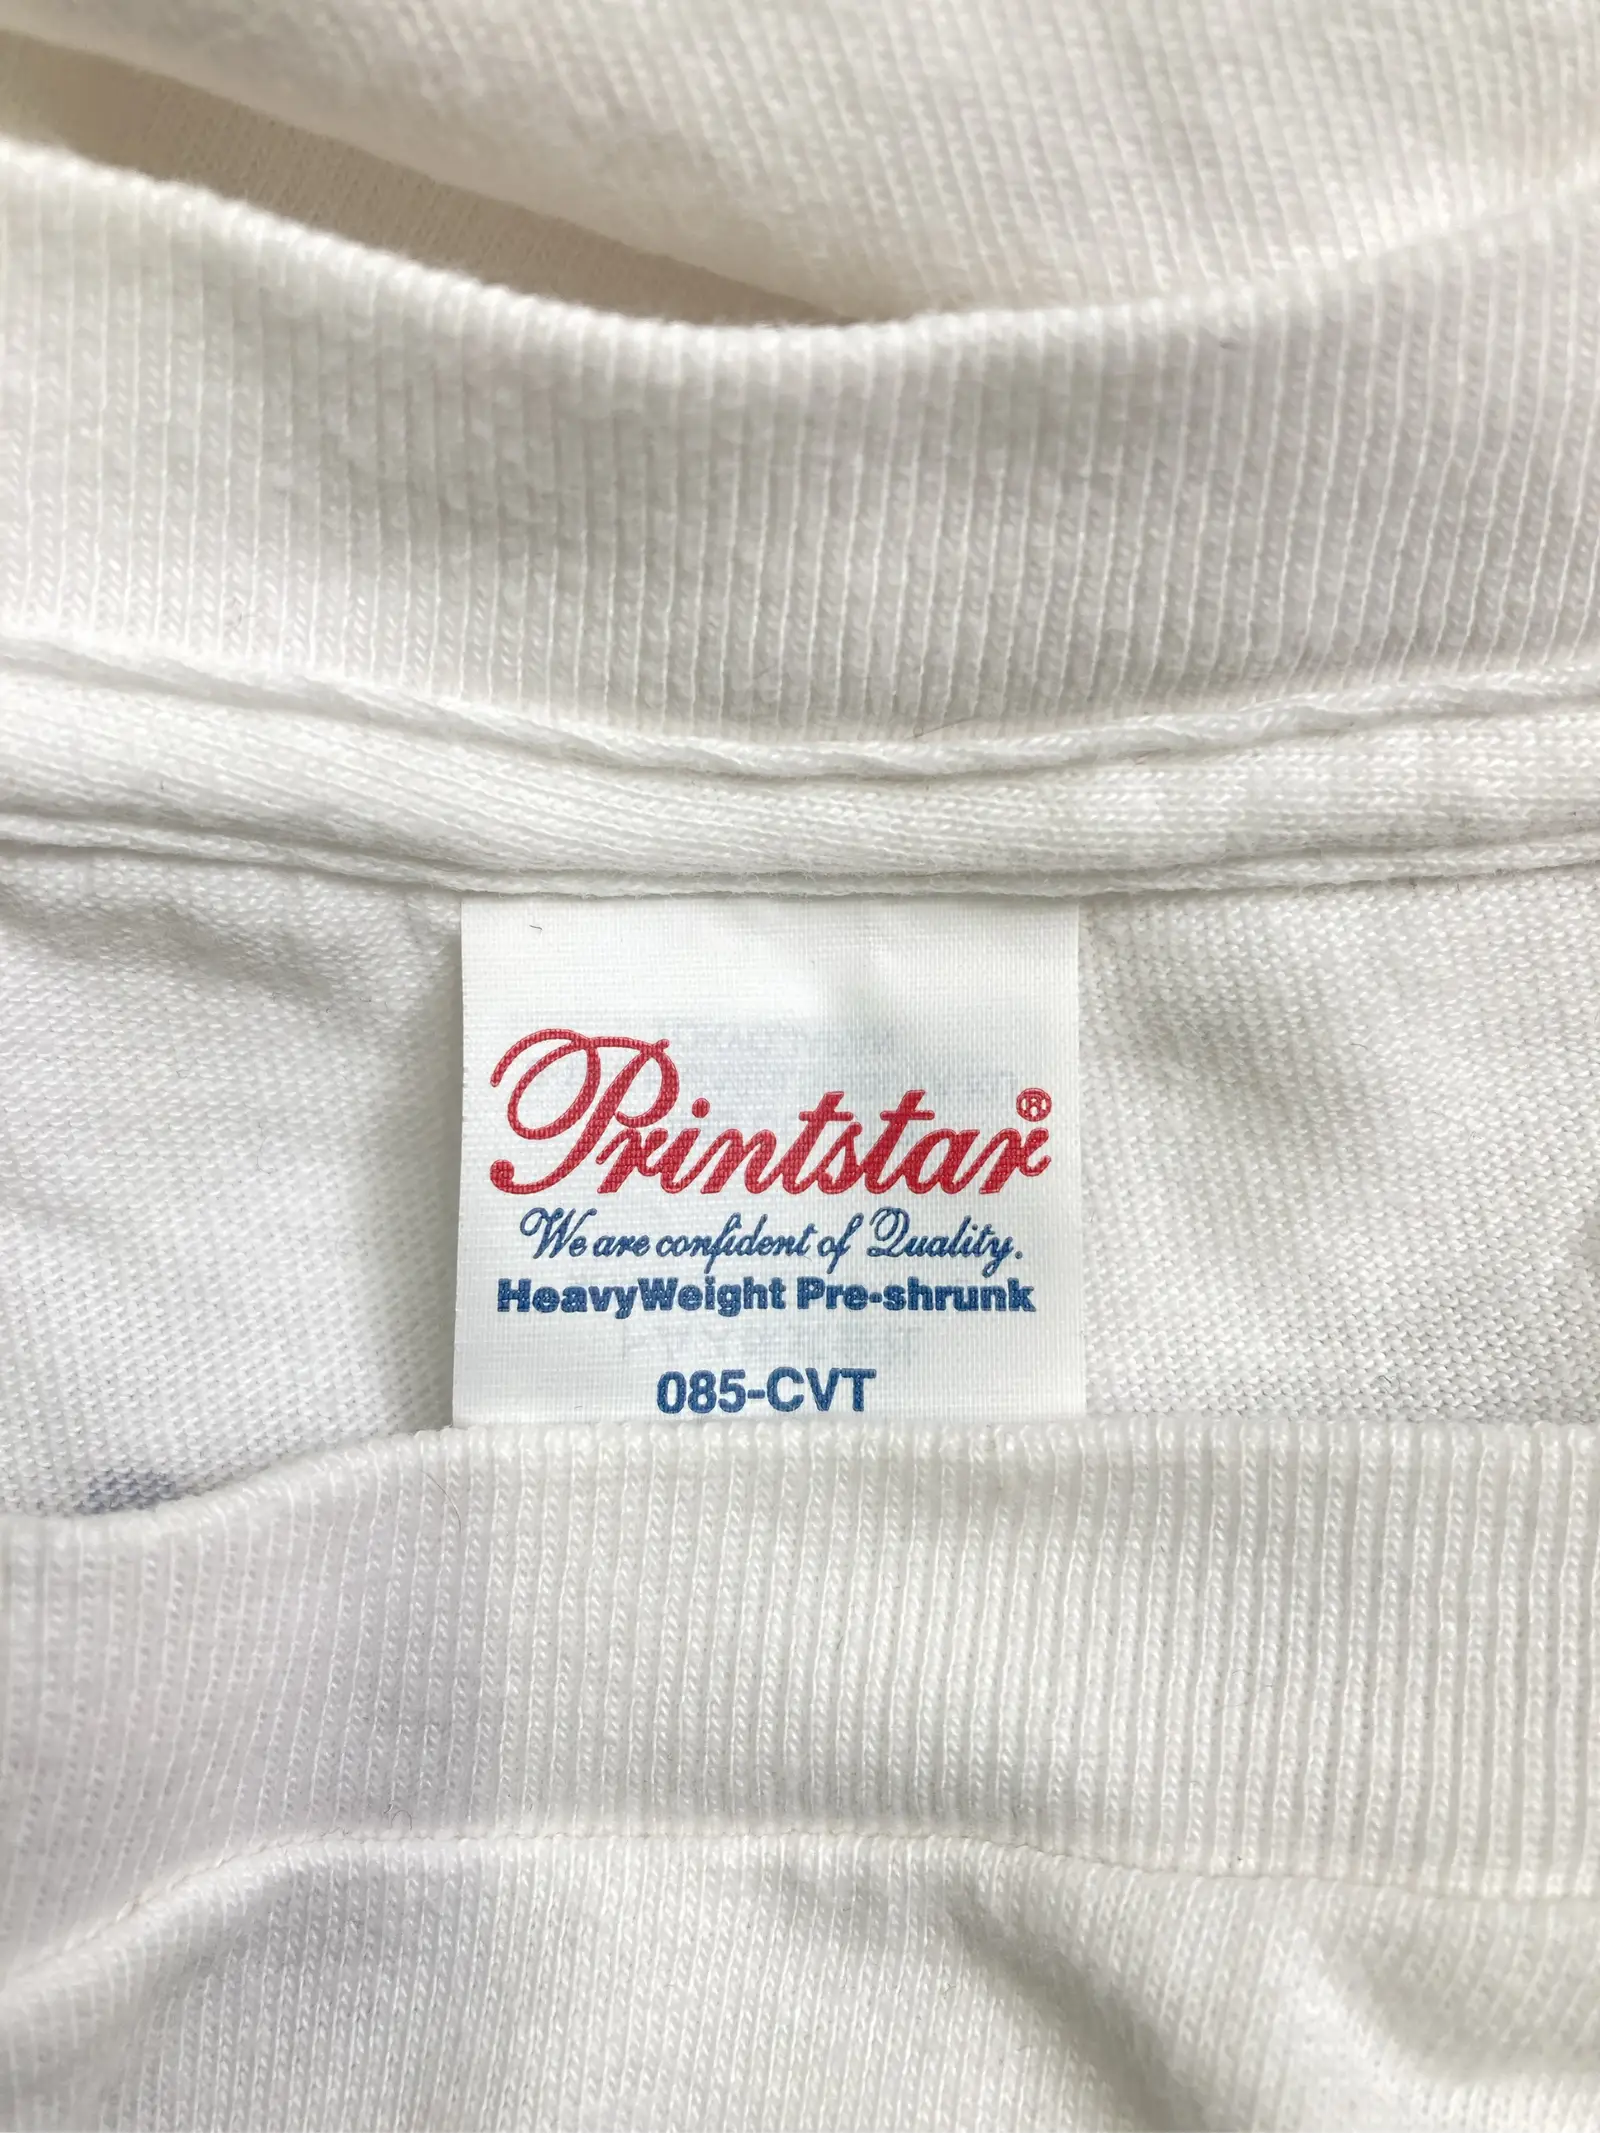 Printstar®
We are confident of Quality.
HeavyWeight Pre-shrunk
085-CVT